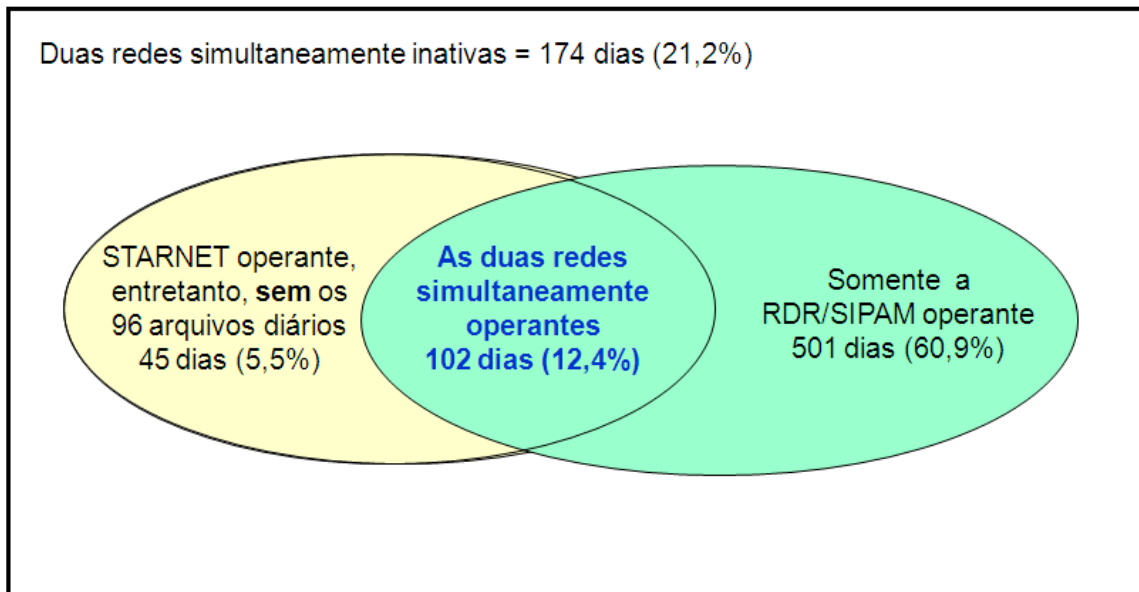 Duas redes simultaneamente inativas = 174 dias (21,2%)
STARNET operante,
entretanto, sem os
96 arquivos diários
45 dias (5,5%)
As duas redes
simultaneamente
operantes
102 dias (12,4%)
Somente a
RDR/SIPAM operante
501 dias (60,9%)